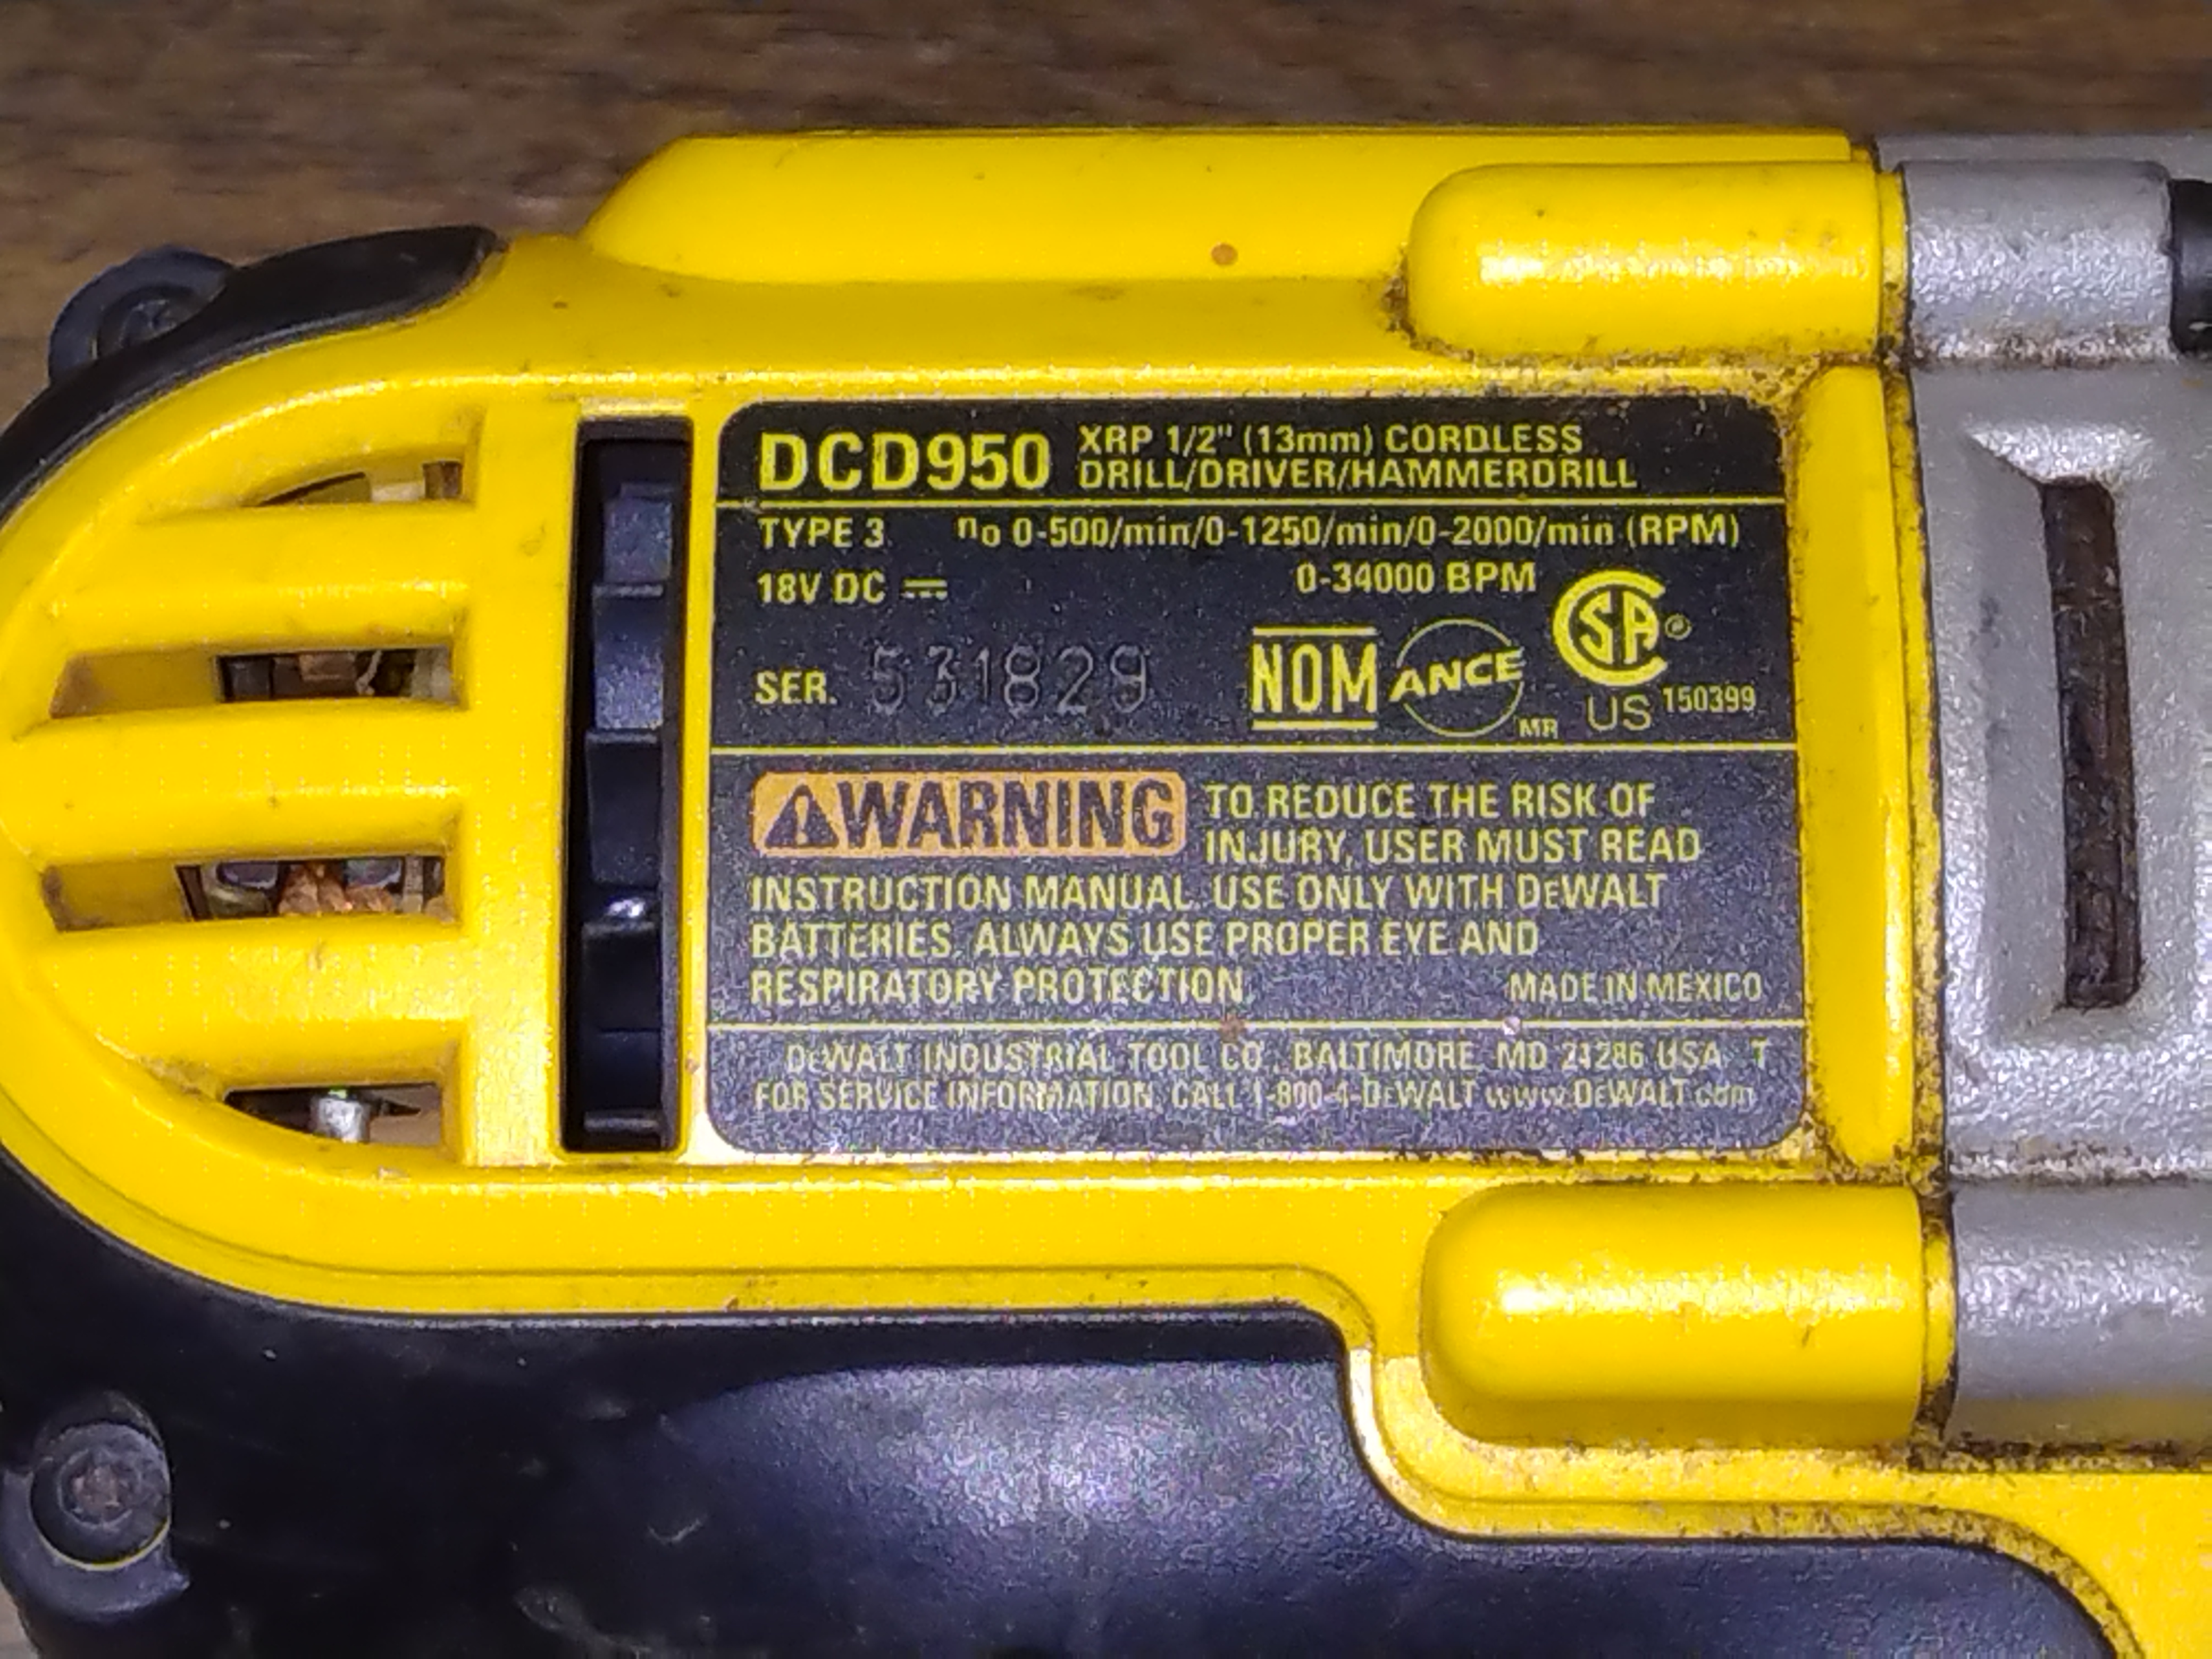 DCD950 XRP 1/2" (13mm) CORDLESS
DRILL/DRIVER/HAMMERDRILL
TYPE 3 no 0-500/min/0-1250/min/0-2000/min (RPM)
18V DC 0-34000 BPM
SER. 531829 NOM ANCE MR SA® US 150399
WARNING TO REDUCE THE RISK OF
INJURY, USER MUST READ
INSTRUCTION MANUAL. USE ONLY WITH DEWALT
BATTERIES. ALWAYS USE PROPER EYE AND
RESPIRATORY PROTECTION.
MADE IN MEXICO
DEWALT INDUSTRIAL TOOL CO., BALTIMORE, MD 21286 USA T
FOR SERVICE INFORMATION, CALL 1-800-4-DEWALT www.DEWALT.com